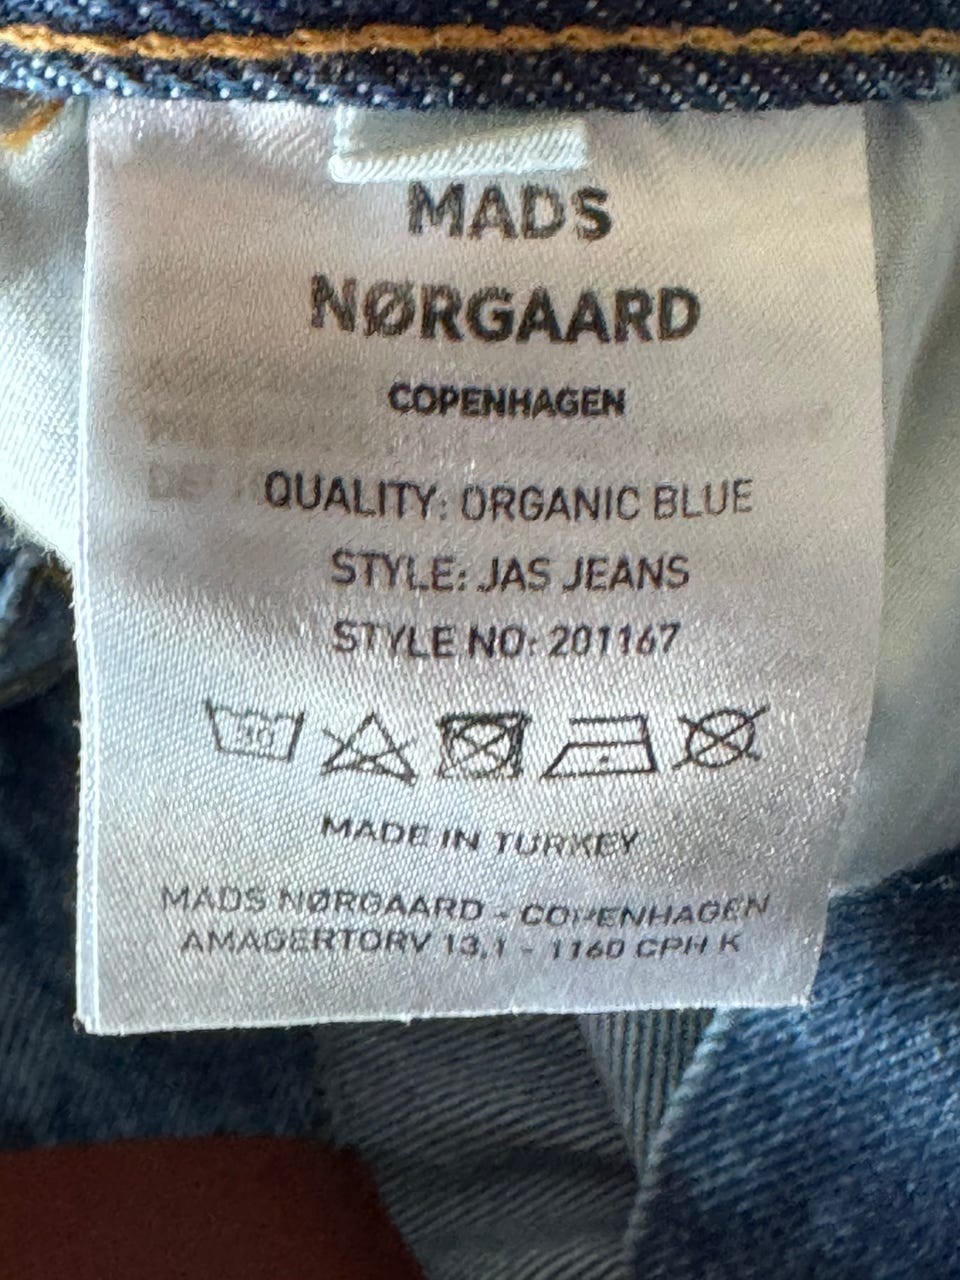 MADS
NØRGAARD
COPENHAGEN
QUALITY: ORGANIC BLUE
STYLE: JAS JEANS
STYLE NO: 201167
30
MADE IN TURKEY
MADS NØRGAARD - COPENHAGEN
AMAGERTORV 13,1 - 1160 CPH K